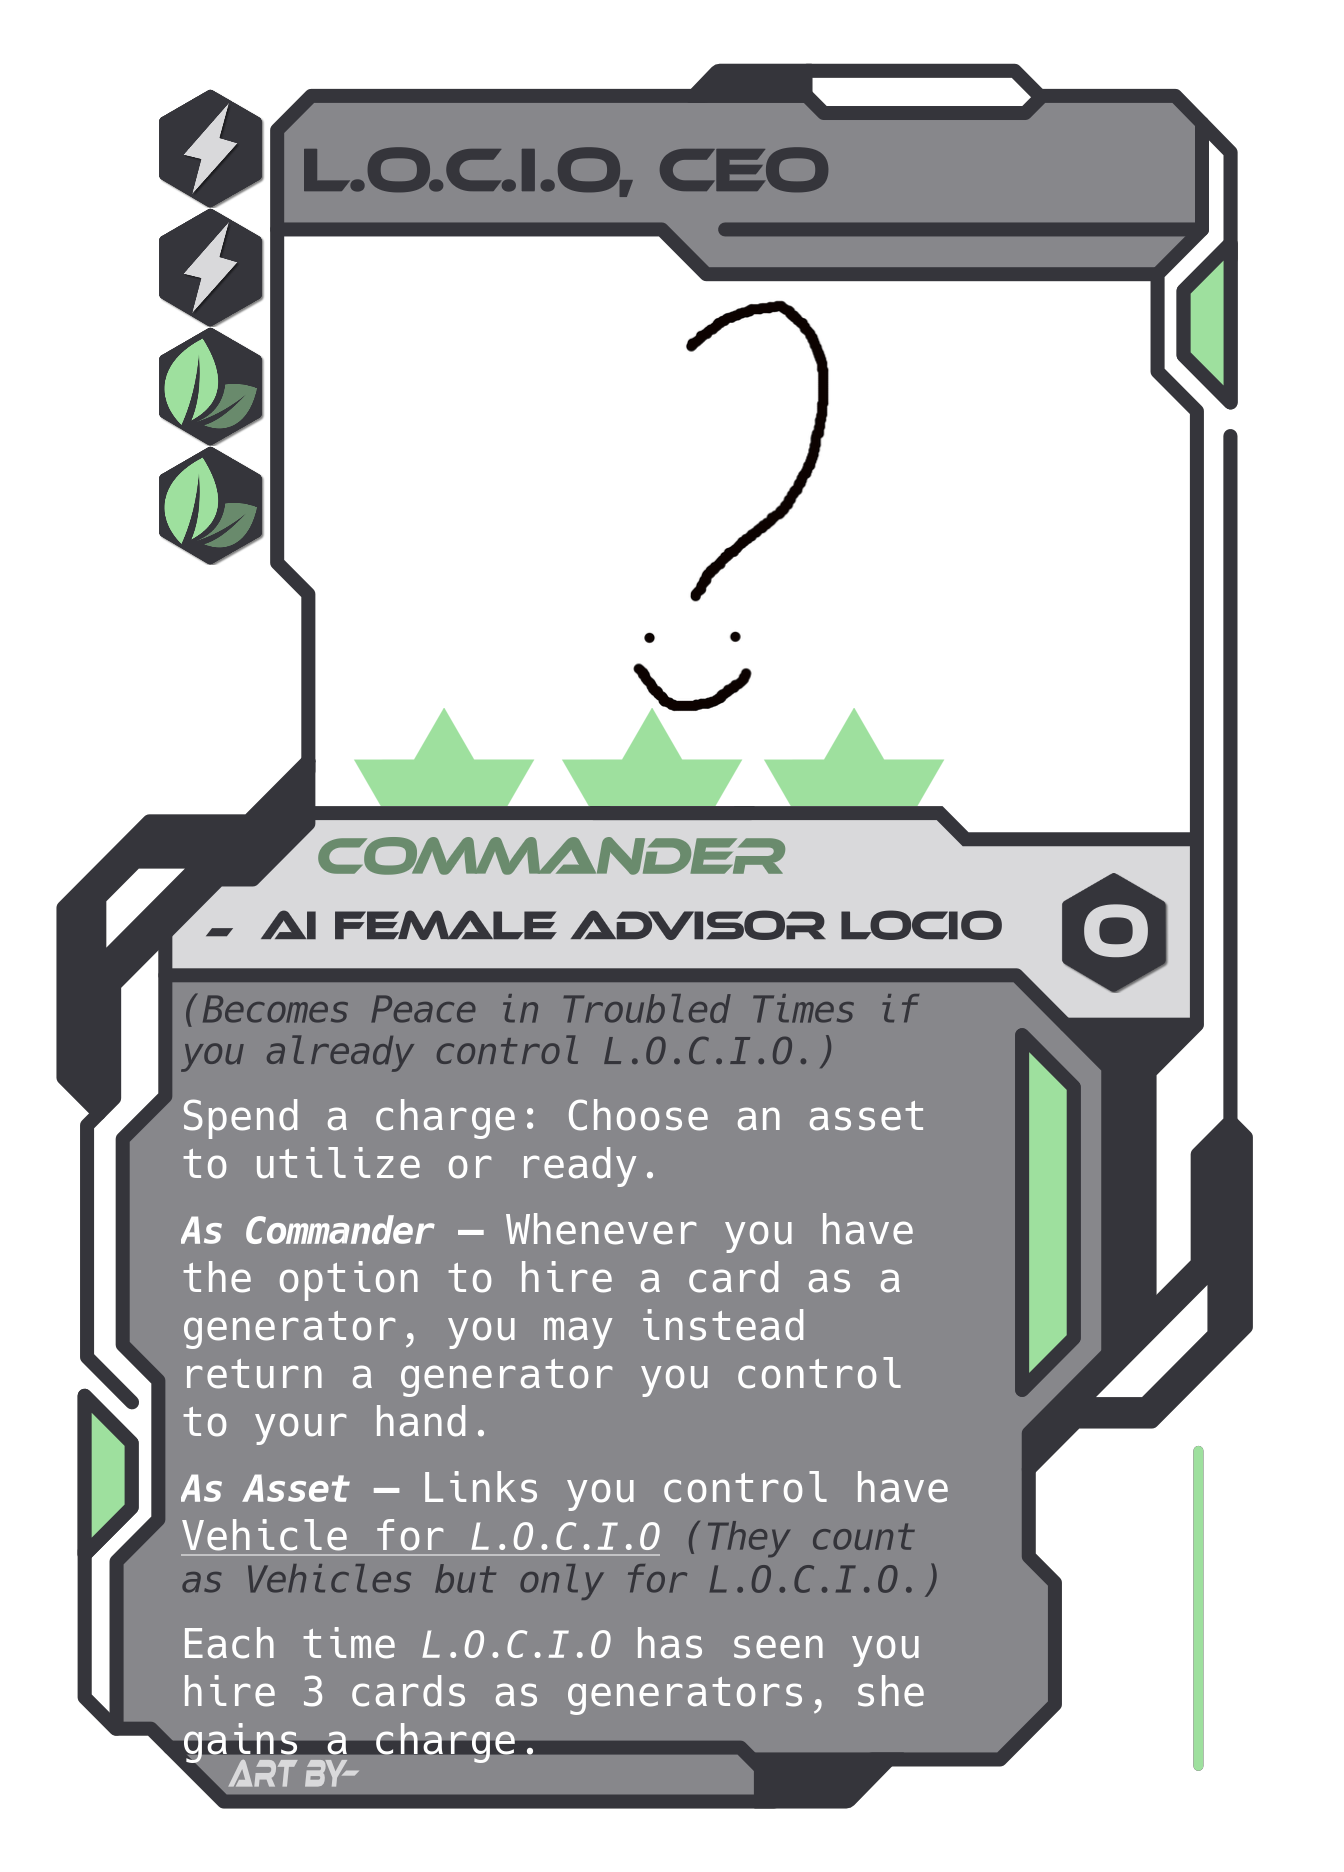 L.O.C.I.O, CEO
COMMANDER
- AI FEMALE ADVISOR LOCIO
0
(Becomes Peace in Troubled Times if
you already control L.O.C.I.O.)
Spend a charge: Choose an asset
to utilize or ready.
As Commander — Whenever you have
the option to hire a card as a
generator, you may instead
return a generator you control
to your hand.
As Asset — Links you control have
Vehicle for L.O.C.I.O (They count
as Vehicles but only for L.O.C.I.O.)
Each time L.O.C.I.O has seen you
hire 3 cards as generators, she
gains a charge.
ART BY-